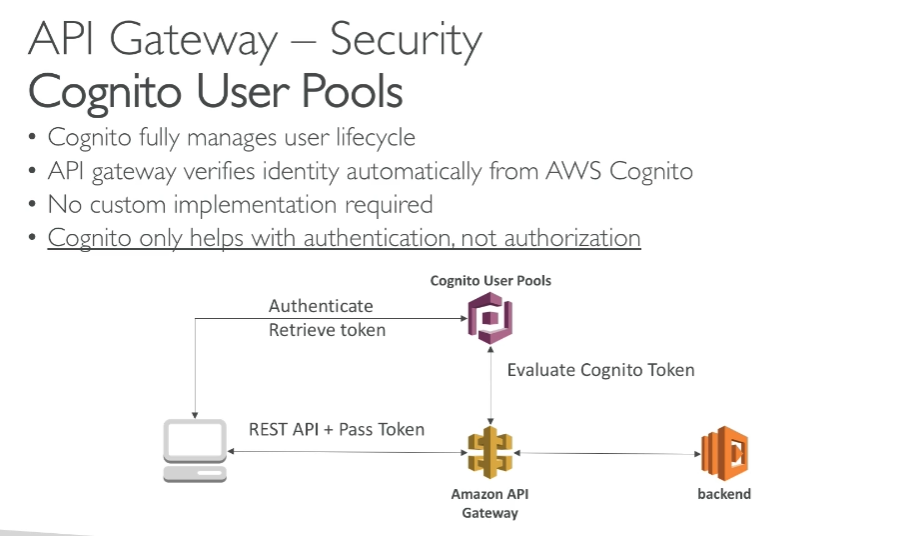 API Gateway – Security
Cognito User Pools
• Cognito fully manages user lifecycle
• API gateway verifies identity automatically from AWS Cognito
• No custom implementation required
• Cognito only helps with authentication, not authorization
Cognito User Pools
Authenticate
Retrieve token
Evaluate Cognito Token
REST API + Pass Token
Amazon API
Gateway
backend